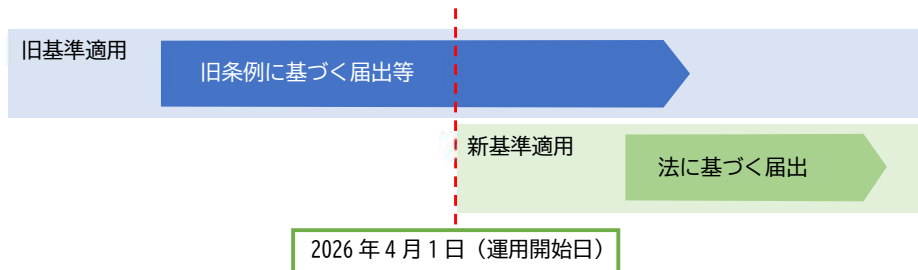 旧基準適用
旧条例に基づく届出等
新基準適用
法に基づく届出
2026年4月1日（運用開始日）